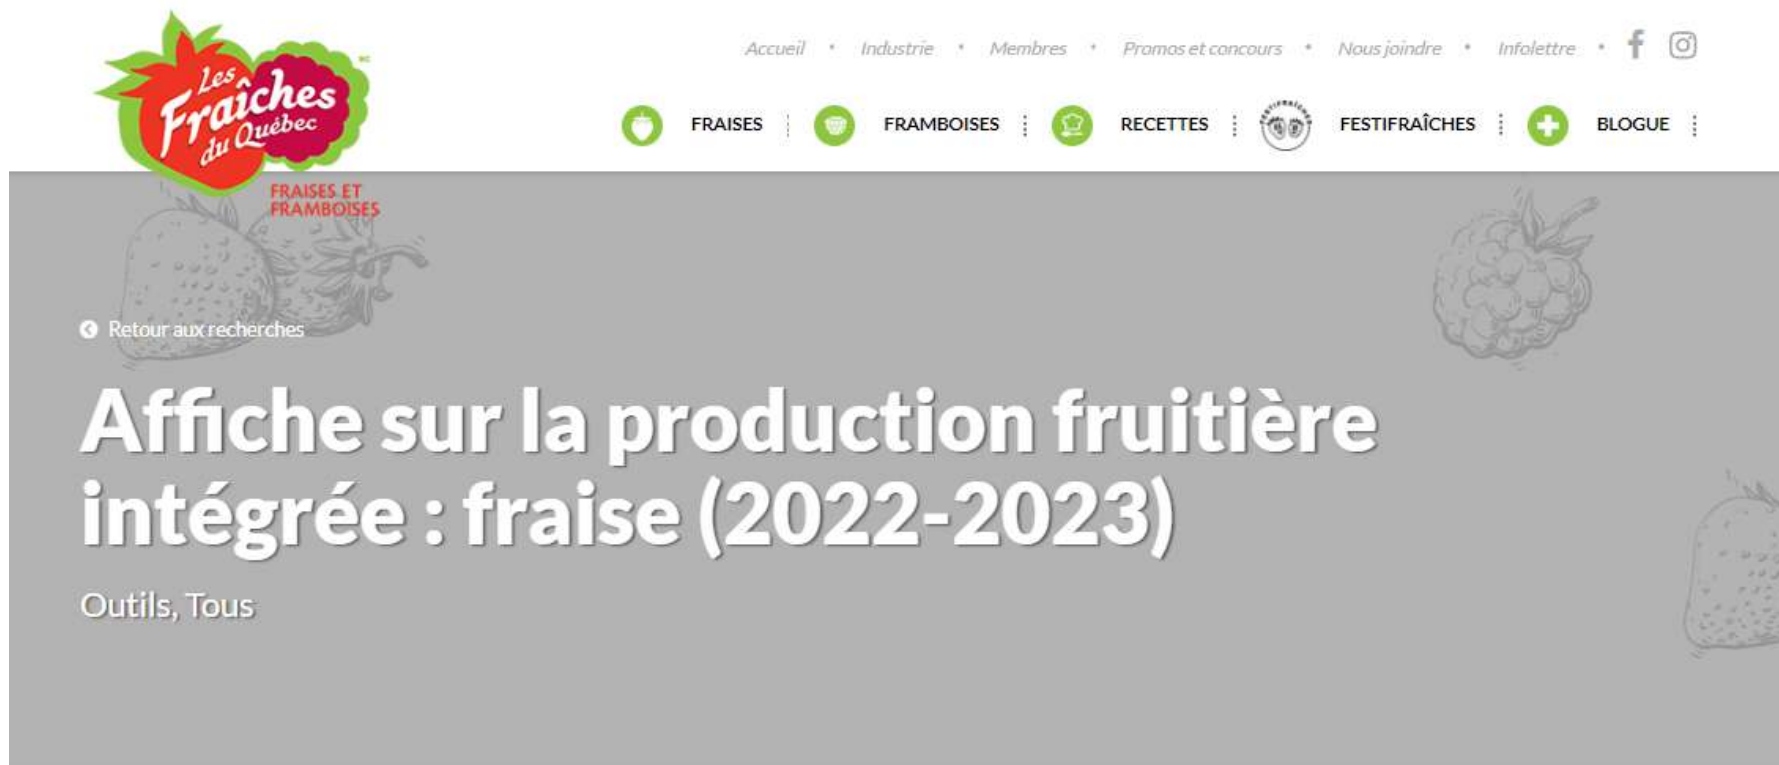 Les
Fraîches
du Québec
FRAISES ET
FRAMBOISES
Accueil • Industrie • Membres • Promos et concours • Nous joindre • Infolettre •
FRAISES
FRAMBOISES
RECETTES
FESTIFRAÎCHES
BLOGUE
Retour aux recherches
Affiche sur la production fruitière
intégrée : fraise (2022-2023)
Outils, Tous